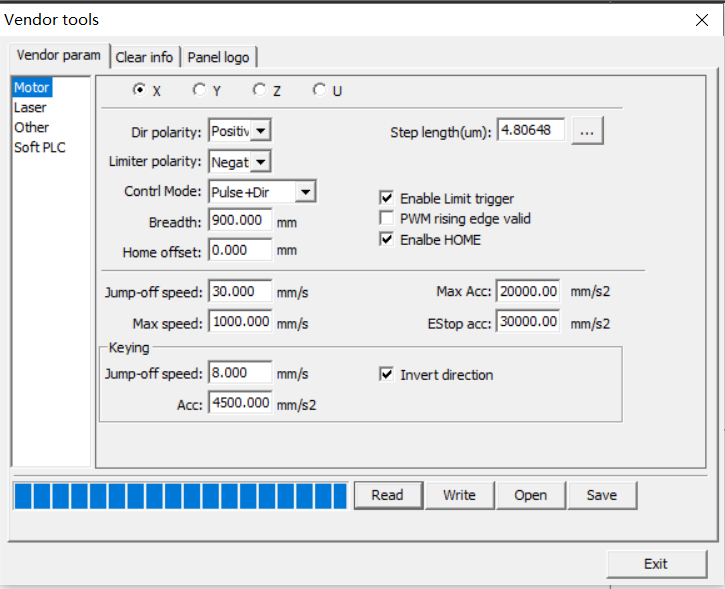 Vendor tools
Vendor param Clear info Panel logo
Motor
Laser
Other
Soft PLC
X Y Z U
Dir polarity: Positiv Step length(um): 4.80648 ...
Limiter polarity: Negat
Contrl Mode: Pulse+Dir Enable Limit trigger
Breadth: 900.000 mm PWM rising edge valid
Home offset: 0.000 mm Enalbe HOME
Jump-off speed: 30.000 mm/s Max Acc: 20000.00 mm/s2
Max speed: 1000.000 mm/s EStop acc: 30000.00 mm/s2
Keying
Jump-off speed: 8.000 mm/s Invert direction
Acc: 4500.000 mm/s2
Read Write Open Save
Exit